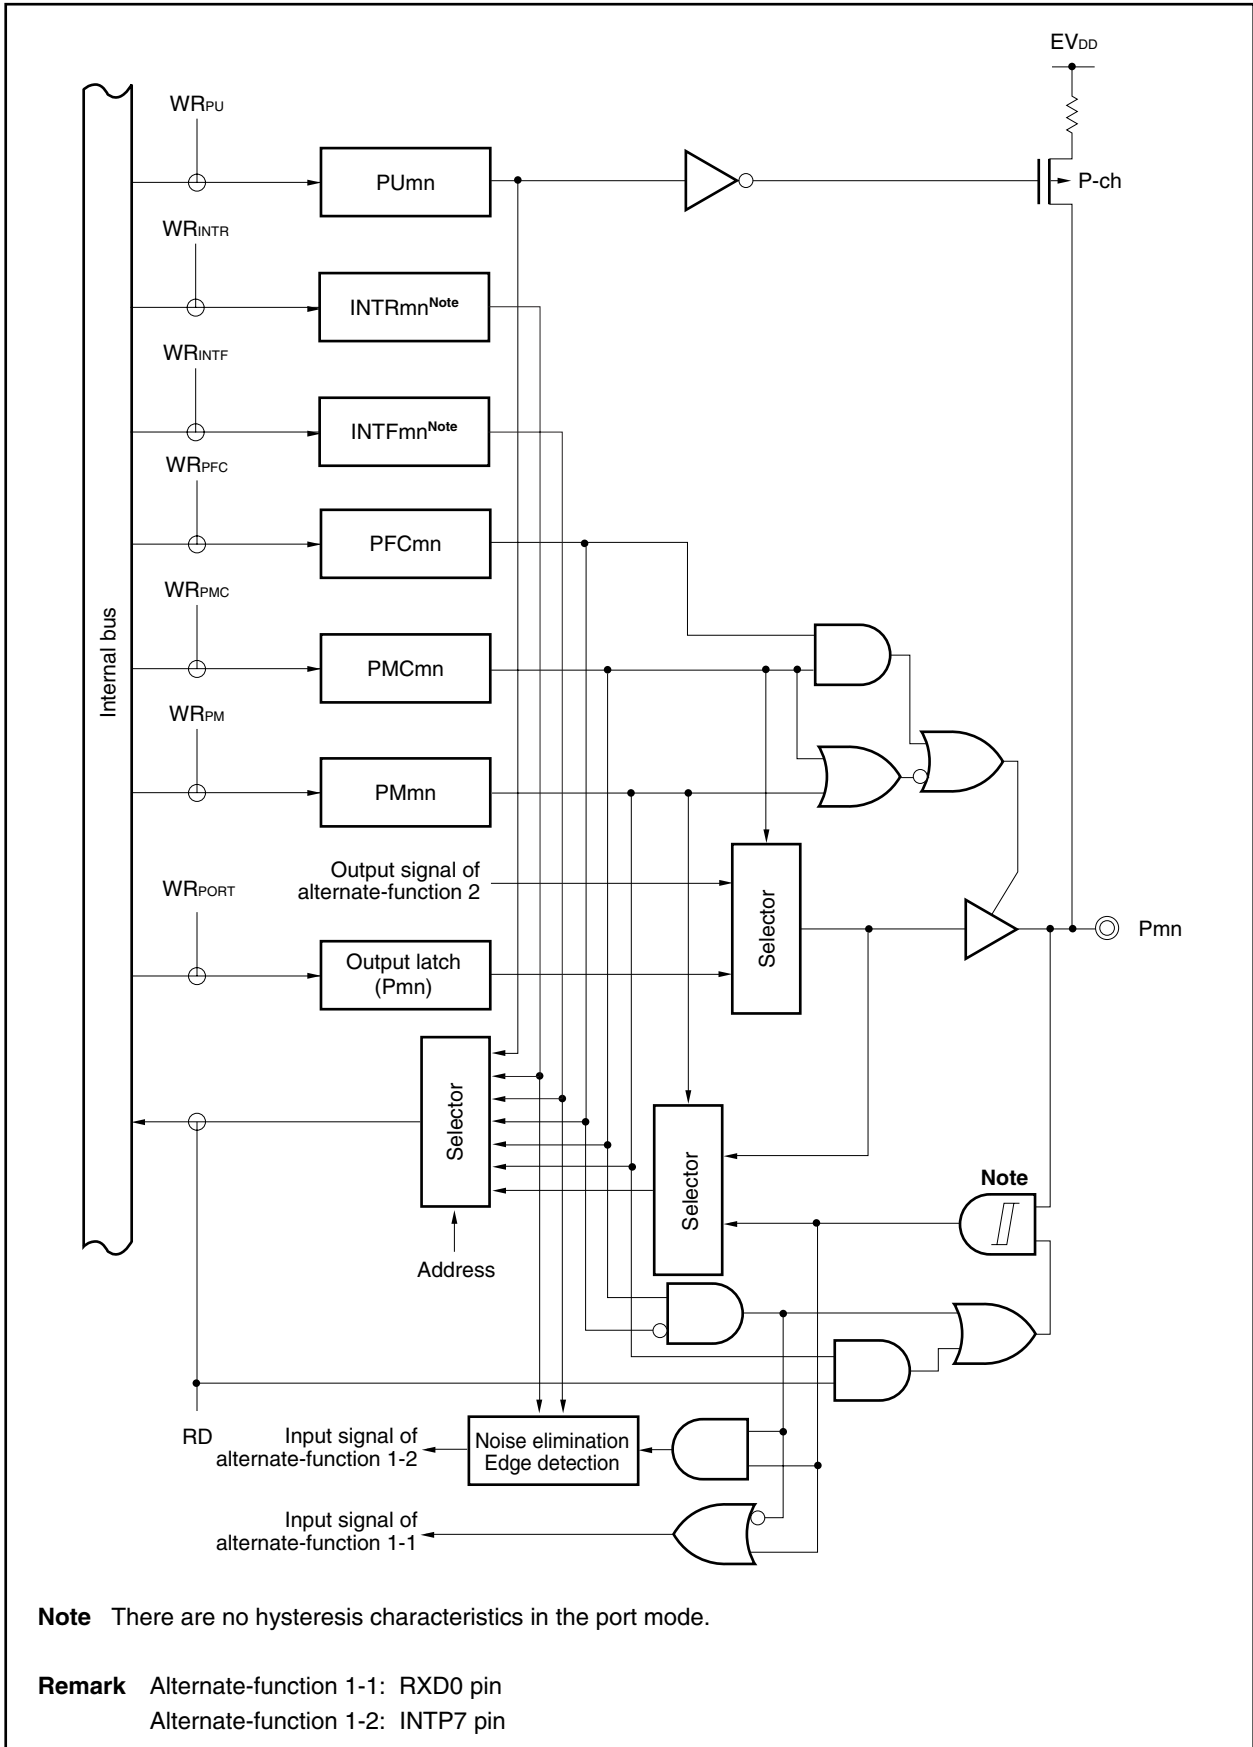 EVDD
WRPU
PUmn
P-ch
WRINTR
INTRmnNote
WRINTF
INTFmnNote
WRPFC
PFCmn
WRPMC
PMCmn
Internal bus
WRPM
PMmn
Output signal of
alternate-function 2
WRPORT
Selector
Pmn
Output latch
(Pmn)
Selector
Selector
Note
Address
RD
Input signal of
alternate-function 1-2
Noise elimination
Edge detection
Input signal of
alternate-function 1-1
Note There are no hysteresis characteristics in the port mode.
Remark Alternate-function 1-1: RXD0 pin
Alternate-function 1-2: INTP7 pin